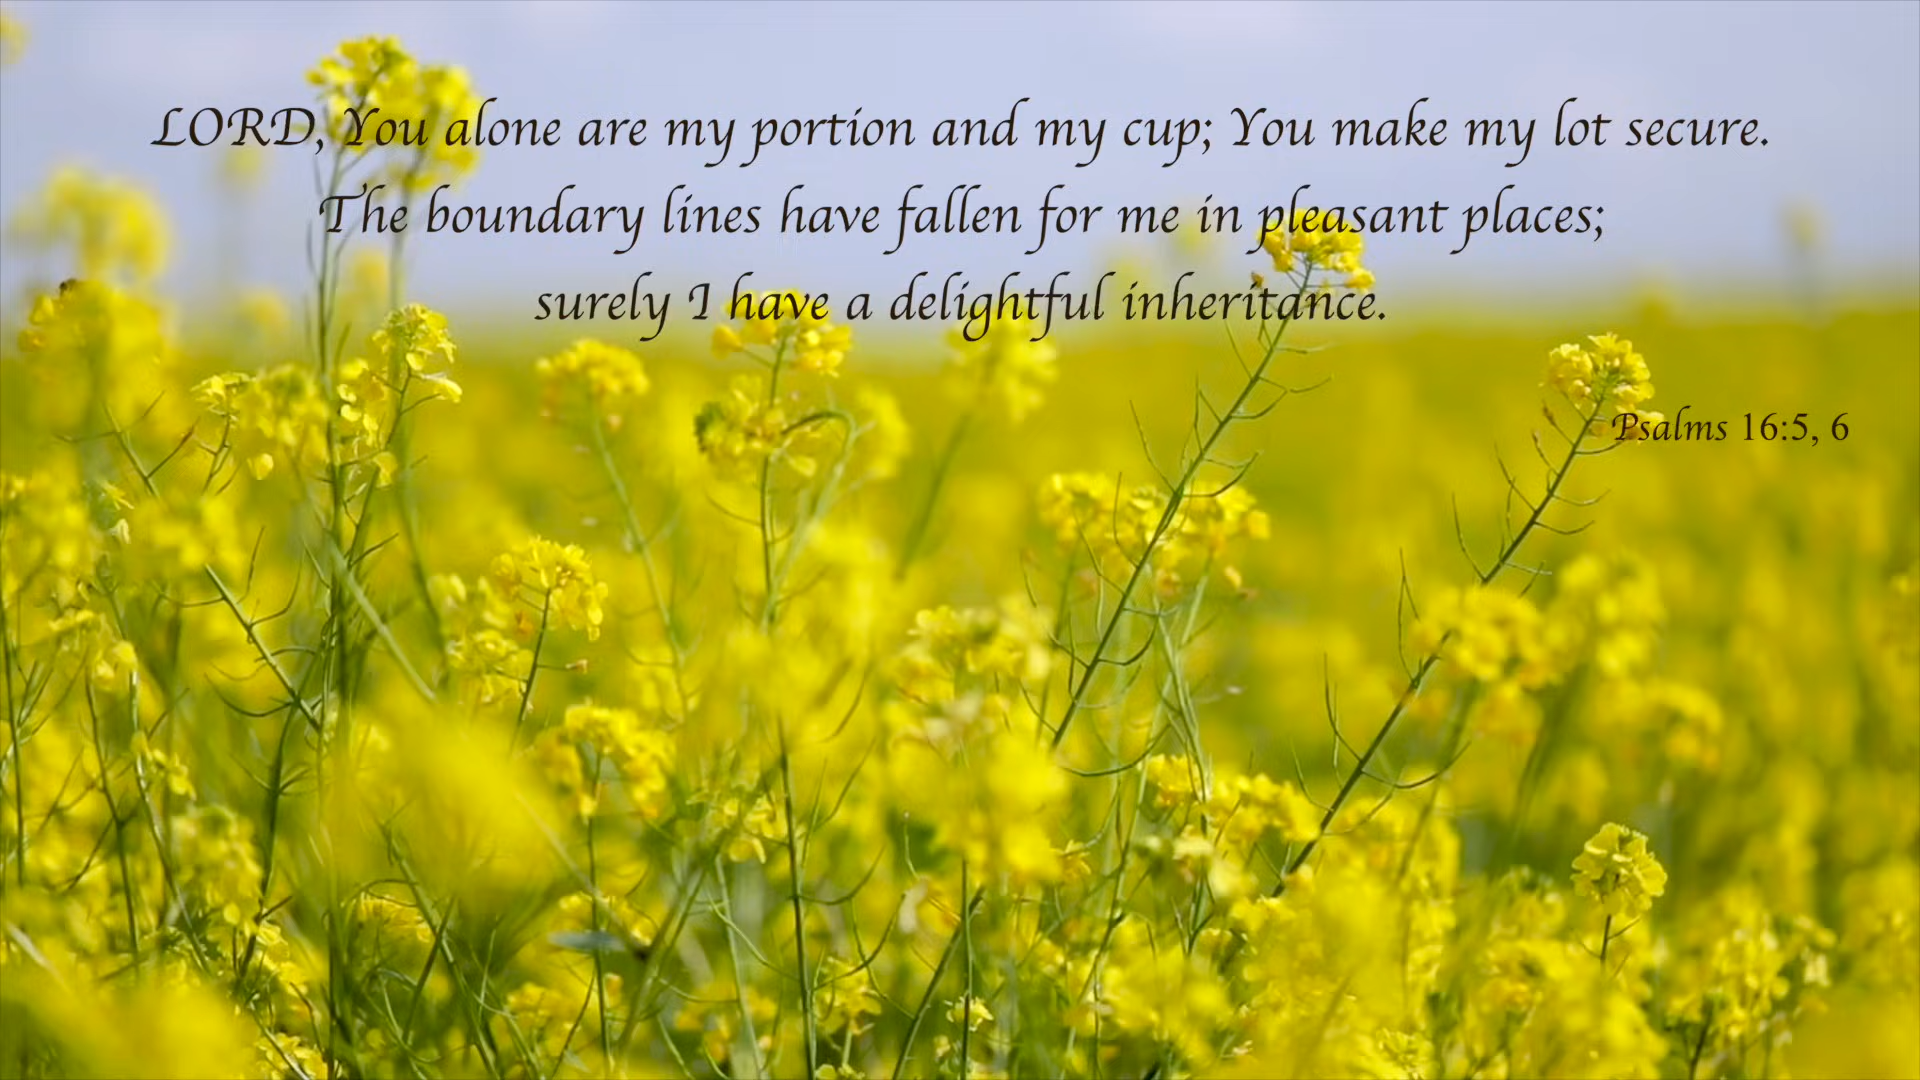 LORD, You alone are my portion and my cup; You make my lot secure.
The boundary lines have fallen for me in pleasant places;
surely I have a delightful inheritance.
Psalms 16:5, 6